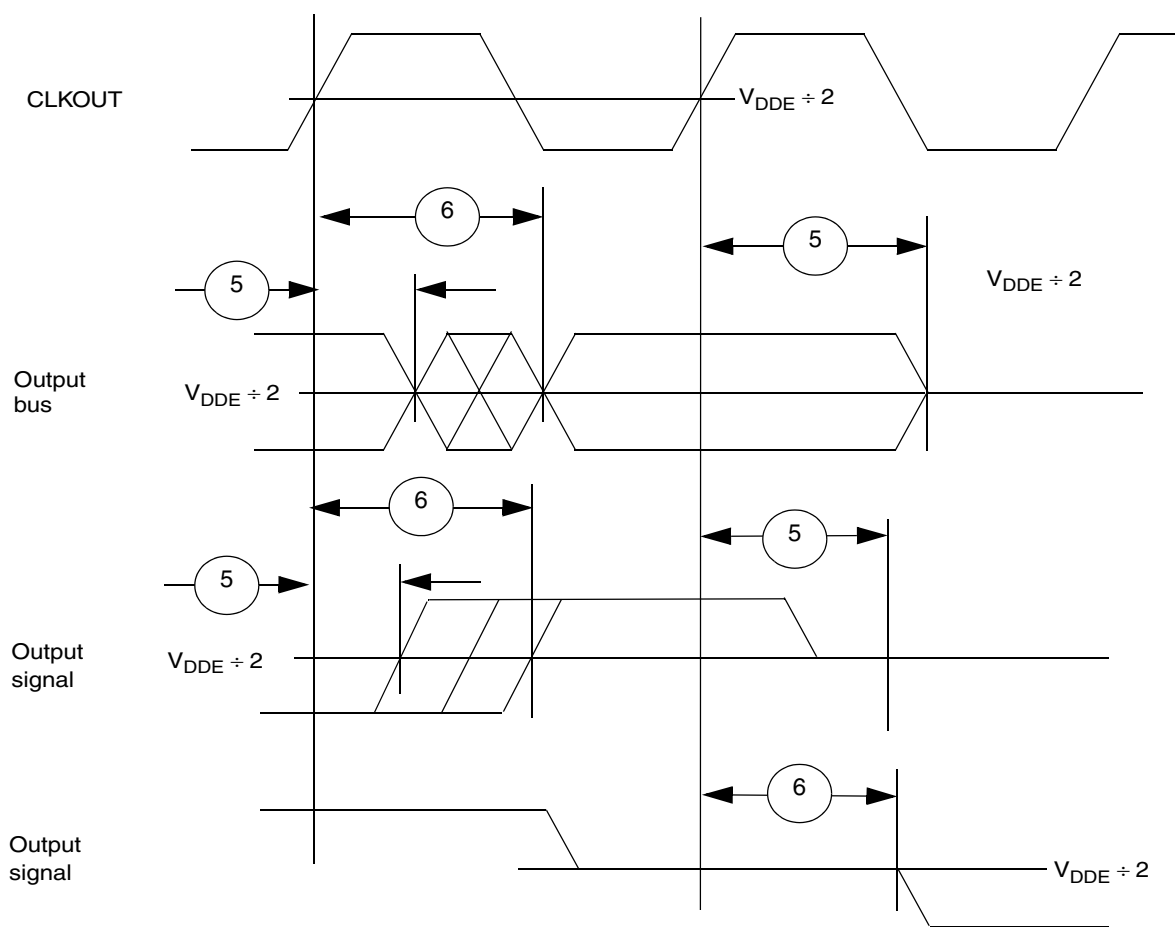 CLKOUT
V_DDE ÷ 2
6
5
5
V_DDE ÷ 2
Output
bus
V_DDE ÷ 2
6
5
5
Output
signal
V_DDE ÷ 2
6
Output
signal
V_DDE ÷ 2